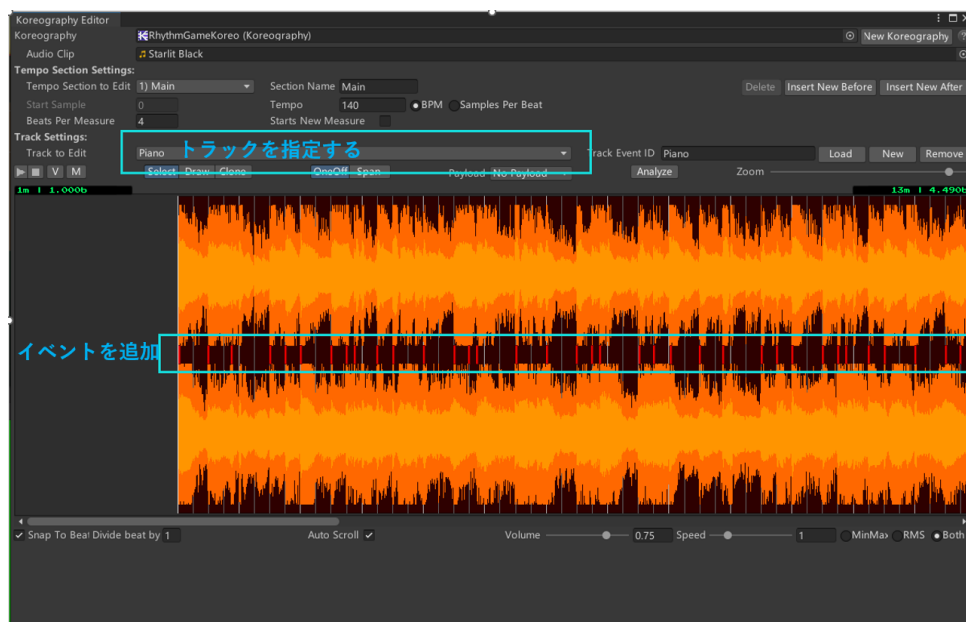 Koreography Editor
Koreography RhythmGameKoreo (Koreography) New Koreography ?
Audio Clip Starlit Black
Tempo Section Settings:
Tempo Section to Edit 1) Main Section Name Main Delete Insert New Before Insert New After
Start Sample 0 Tempo 140 BPM Samples Per Beat
Beats Per Measure 4 Starts New Measure
Track Settings:
Track to Edit Piano トラックを指定する Track Event ID Piano Load New Remove
V M Select Draw Clone OneOff Span Payload No Payload Analyze Zoom
1m | 1.000b 13m | 4.490b
イベントを追加
Snap To Beat Divide beat by 1 Auto Scroll Volume 0.75 Speed 1 MinMax RMS Both